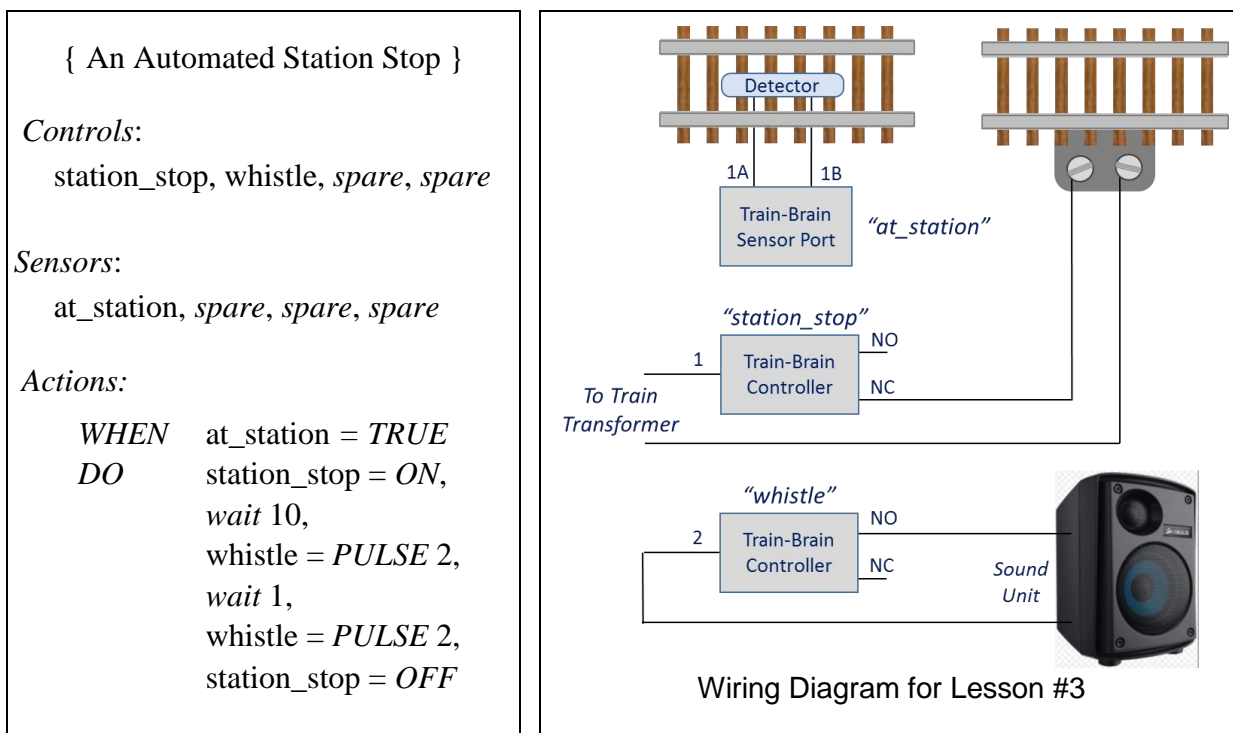 { An Automated Station Stop }
Controls:
station_stop, whistle, spare, spare
Sensors:
at_station, spare, spare, spare
Actions:
WHEN at_station = TRUE
DO station_stop = ON,
wait 10,
whistle = PULSE 2,
wait 1,
whistle = PULSE 2,
station_stop = OFF
Detector
1A 1B
Train-Brain
Sensor Port
"at_station"
"station_stop"
1
Train-Brain
Controller
NO
NC
To Train
Transformer
"whistle"
2
Train-Brain
Controller
NO
NC
Sound
Unit
Wiring Diagram for Lesson #3